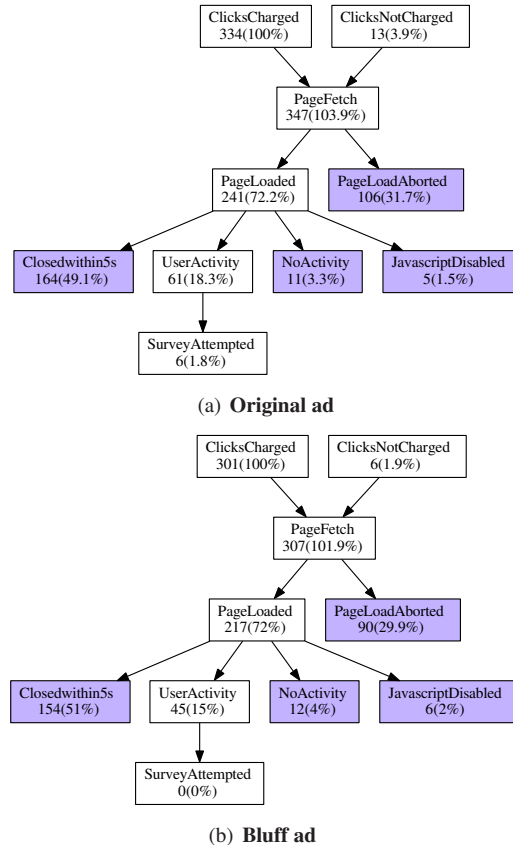 ClicksCharged
334(100%)
ClicksNotCharged
13(3.9%)
PageFetch
347(103.9%)
PageLoaded
241(72.2%)
PageLoadAborted
106(31.7%)
Closedwithin5s
164(49.1%)
UserActivity
61(18.3%)
NoActivity
11(3.3%)
JavascriptDisabled
5(1.5%)
SurveyAttempted
6(1.8%)
(a) Original ad
ClicksCharged
301(100%)
ClicksNotCharged
6(1.9%)
PageFetch
307(101.9%)
PageLoaded
217(72%)
PageLoadAborted
90(29.9%)
Closedwithin5s
154(51%)
UserActivity
45(15%)
NoActivity
12(4%)
JavascriptDisabled
6(2%)
SurveyAttempted
0(0%)
(b) Bluff ad